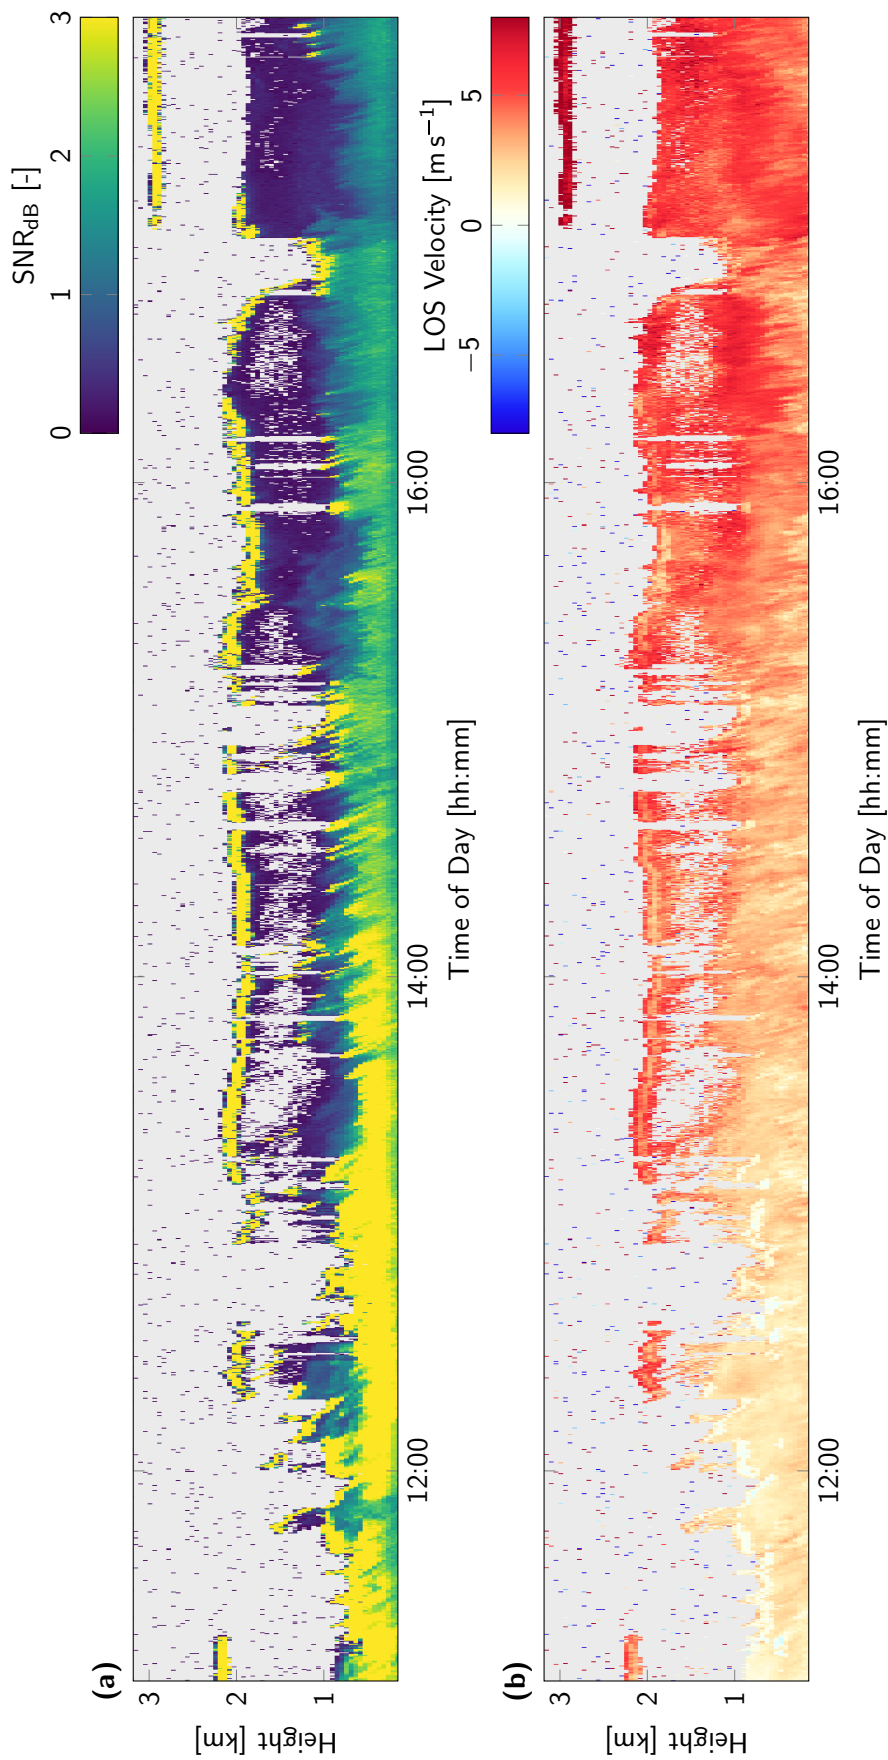 SNRdB [-]
0 1 2 3
(a)
Height [km]
3
2
1
12:00 14:00 16:00
Time of Day [hh:mm]
LOS Velocity [m s⁻¹]
−5 0 5
(b)
Height [km]
3
2
1
12:00 14:00 16:00
Time of Day [hh:mm]